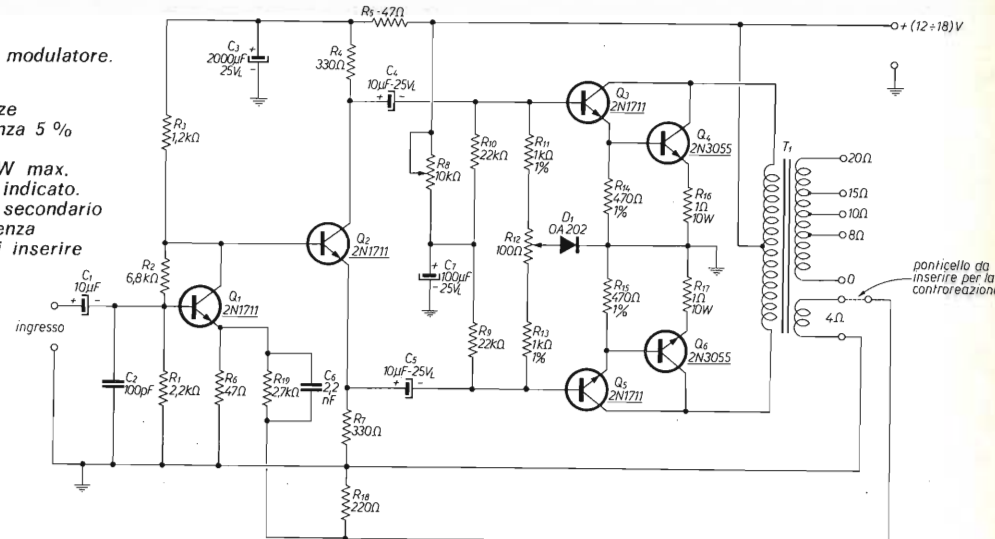 modulatore.
ze
nza 5 %
W max.
indicato.
secondario
enza
i inserire
R5-47Ω
+ (12÷18)V
C3
2000µF
25VL
R4
330Ω
C4
10µF-25VL
Q3
2N1711
R3
1,2kΩ
R10
22kΩ
R11
1kΩ
1%
Q4
2N3055
T1
20Ω
15Ω
10Ω
8Ω
0
R8
10kΩ
R14
470Ω
1%
R16
1Ω
10W
Q2
2N1711
R12
100Ω
D1
OA202
C1
10µF
R2
6,8kΩ
Q1
2N1711
C7
100µF
25VL
R15
470Ω
1%
R17
1Ω
10W
ponticello da
inserire per la
controreazione
4Ω
ingresso
R9
22kΩ
R13
1kΩ
1%
Q6
2N3055
C2
100pF
R1
2,2kΩ
R6
47Ω
R19
2,7kΩ
C6
2,2
nF
C5
10µF-25VL
Q5
2N1711
R7
330Ω
R18
220Ω